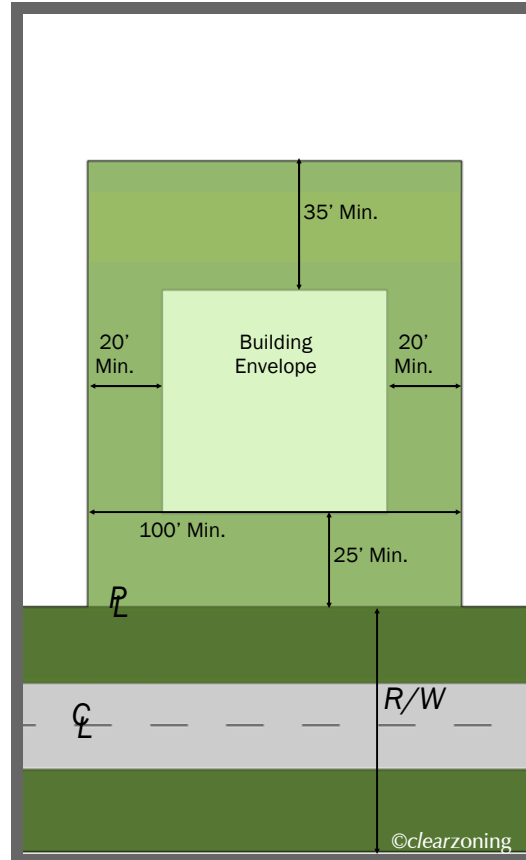 35’ Min.
20’
Min.
Building
Envelope
20’
Min.
100’ Min.
25’ Min.
PL
R/W
CL
©clearzoning